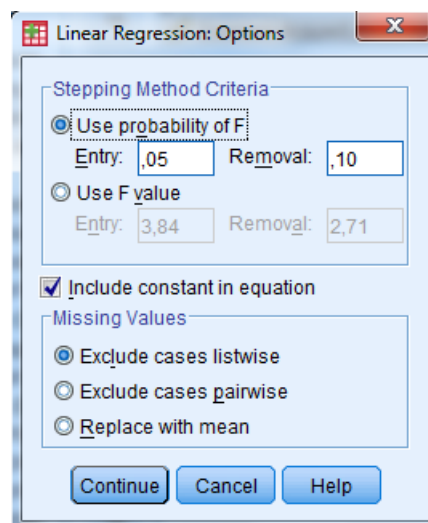 Linear Regression: Options
Stepping Method Criteria
Use probability of F
Entry: ,05 Removal: ,10
Use F value
Entry: 3,84 Removal: 2,71
Include constant in equation
Missing Values
Exclude cases listwise
Exclude cases pairwise
Replace with mean
Continue Cancel Help